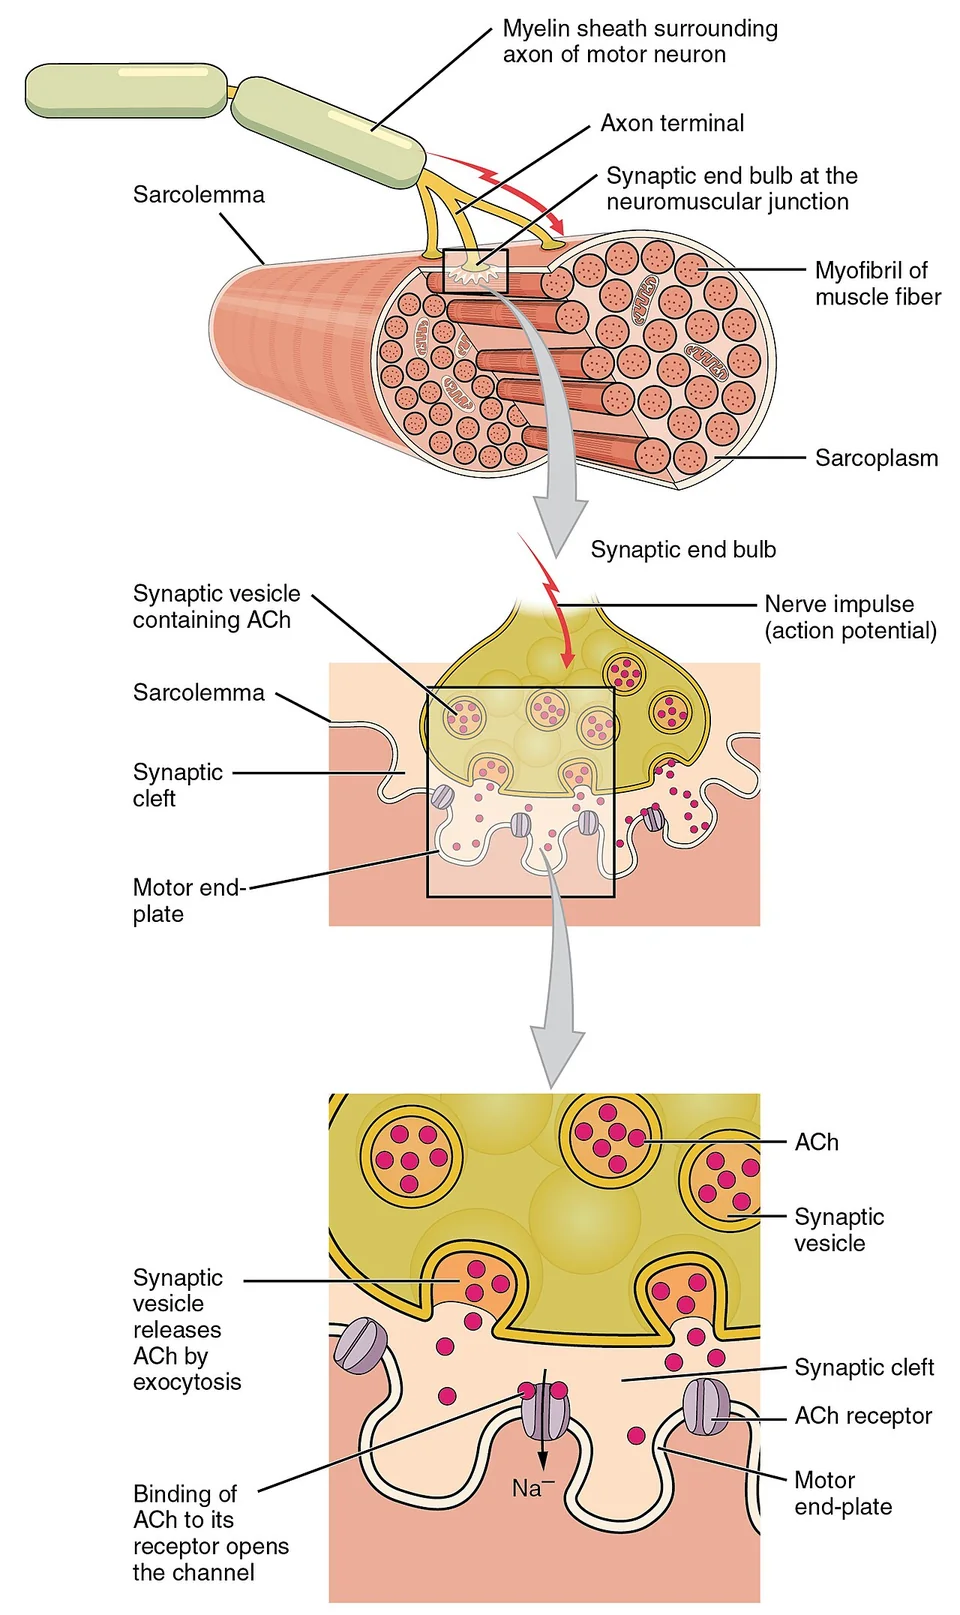 Myelin sheath surrounding
axon of motor neuron
Axon terminal
Synaptic end bulb at the
neuromuscular junction
Sarcolemma
Myofibril of
muscle fiber
Sarcoplasm
Synaptic end bulb
Synaptic vesicle
containing ACh
Nerve impulse
(action potential)
Sarcolemma
Synaptic
cleft
Motor end-
plate
ACh
Synaptic
vesicle
Synaptic
vesicle
releases
ACh by
exocytosis
Synaptic cleft
ACh receptor
Na⁻
Motor
end-plate
Binding of
ACh to its
receptor opens
the channel